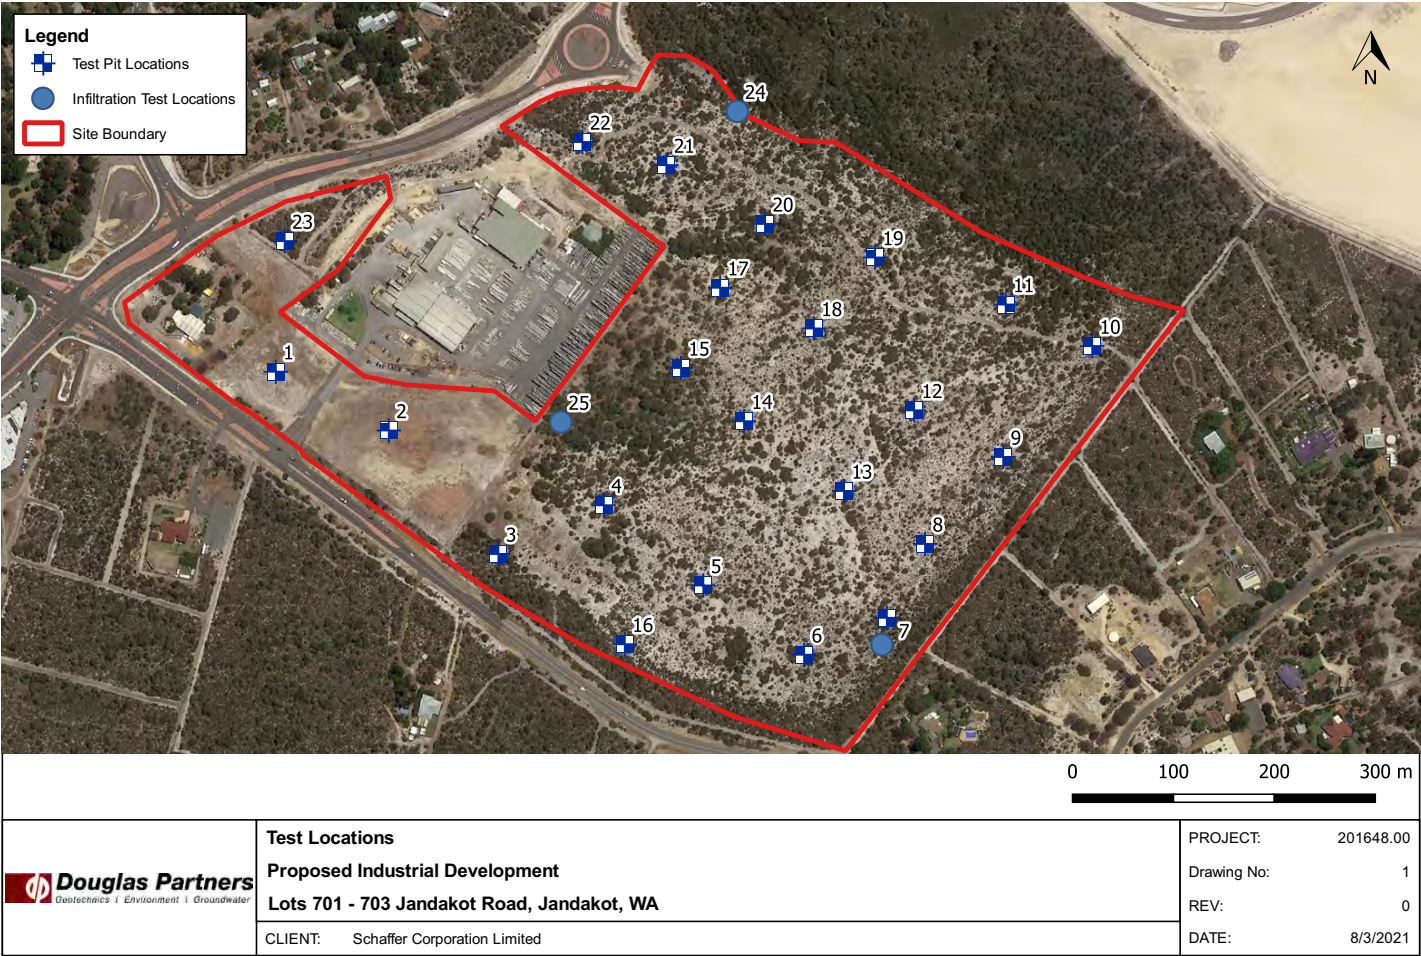 Legend
Test Pit Locations
Infiltration Test Locations
Site Boundary
N
24
22
21
20
23
19
17
11
18
10
15
1
12
14
25
2
9
13
4
8
3
5
16
6
7
0 100 200 300 m
Douglas Partners
Geotechnics | Environment | Groundwater
Test Locations
Proposed Industrial Development
Lots 701 - 703 Jandakot Road, Jandakot, WA
CLIENT: Schaffer Corporation Limited
PROJECT: 201648.00
Drawing No: 1
REV: 0
DATE: 8/3/2021